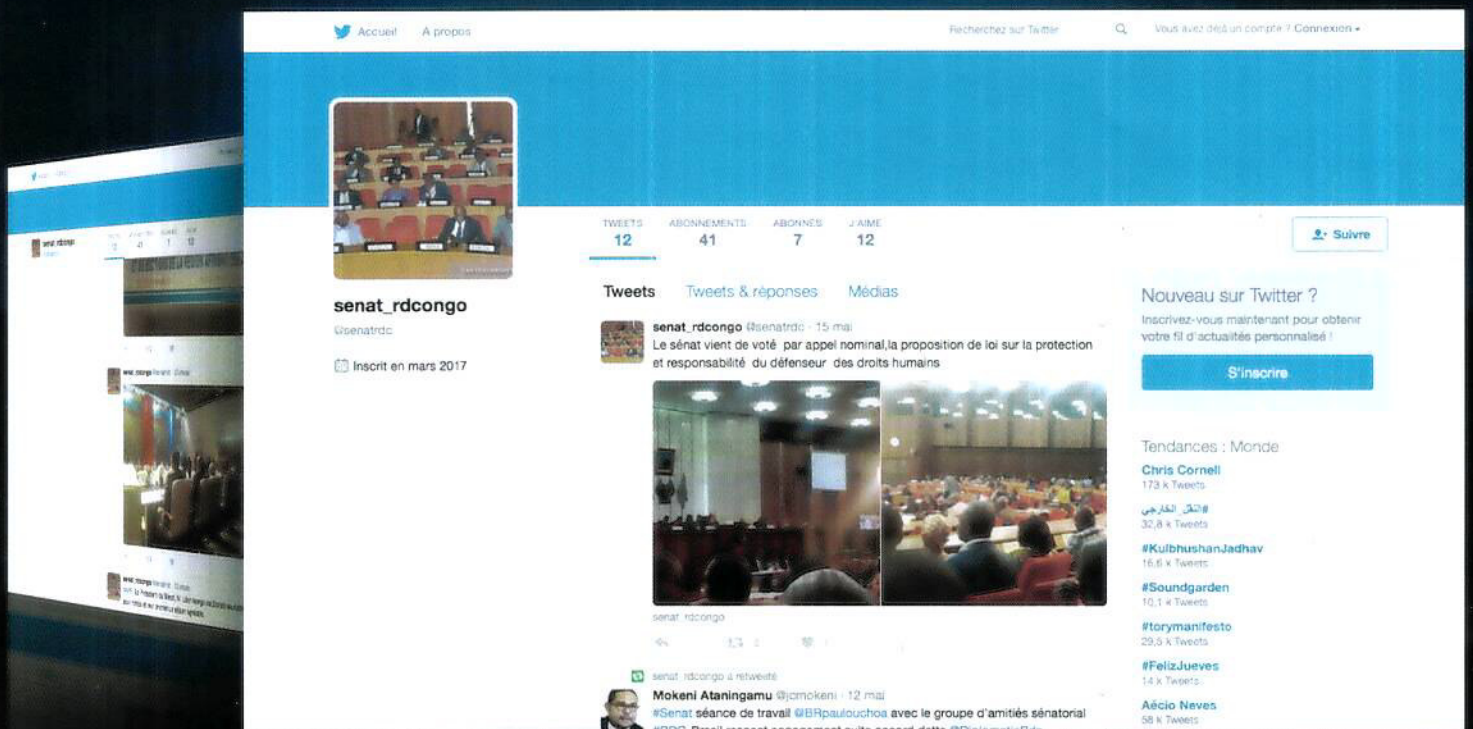 Accueil A propos
Recherchez sur Twitter
Vous avez déjà un compte ? Connexion
TWEETS ABONNEMENTS ABONNÉS J'AIME
12 41 7 12
Suivre
senat_rdcongo
@senatrdc
Inscrit en mars 2017
Tweets Tweets & réponses Médias
senat_rdcongo @senatrdc · 15 mai
Le sénat vient de voté par appel nominal,la proposition de loi sur la protection
et responsabilité du défenseur des droits humains
senat_rdcongo
senat_rdcongo a retweeté
Mokeni Ataningamu @jcmokeni · 12 mai
#Senat séance de travail @BRpaulouchoa avec le groupe d'amitiés sénatorial
Nouveau sur Twitter ?
Inscrivez-vous maintenant pour obtenir
votre fil d'actualités personnalisé !
S'inscrire
Tendances : Monde
Chris Cornell
173 k Tweets
#النقل_الخارجي
32,8 k Tweets
#KulbhushanJadhav
16,6 k Tweets
#Soundgarden
10,1 k Tweets
#torymanifesto
29,5 k Tweets
#FelizJueves
14 k Tweets
Aécio Neves
58 k Tweets